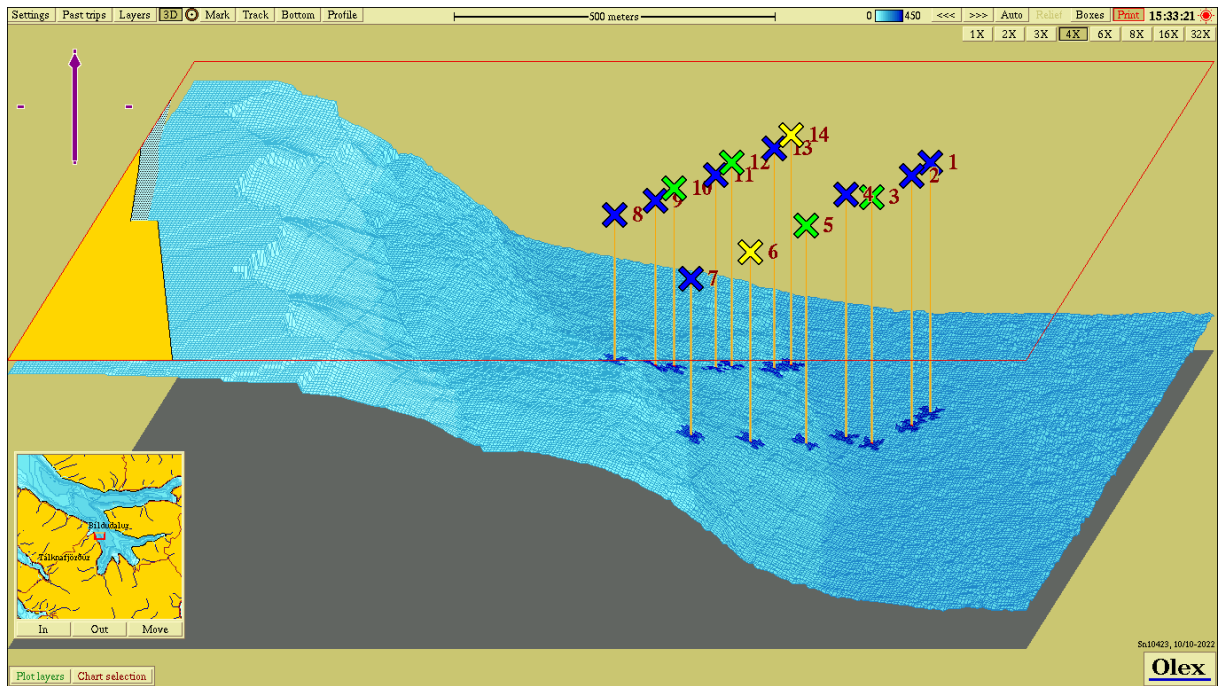 Settings Past trips Layers 3D Mark Track Bottom Profile 500 meters 0 450 <<< >>> Auto Relief Boxes Print 15:33:21
1X 2X 3X 4X 6X 8X 16X 32X
14
13
12 1
11 2
10
9 4 3
8
5
6
7
Bíldudalur
Tálknafjörður
In Out Move
Sn10423, 10/10-2022
Plot layers Chart selection
Olex